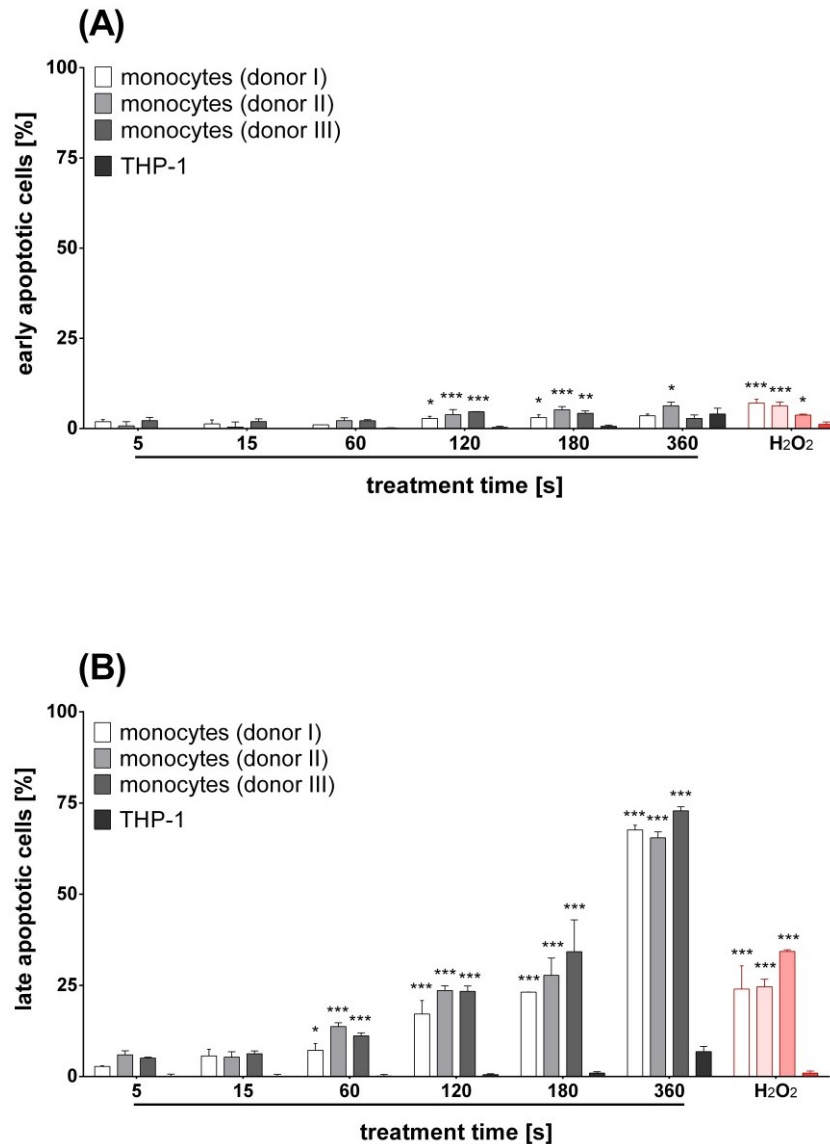 (A)
100
75
50
25
0
early apoptotic cells [%]
monocytes (donor I)
monocytes (donor II)
monocytes (donor III)
THP-1
* *** ***
* *** **
*
*** *** *
5 15 60 120 180 360 H₂O₂
treatment time [s]
(B)
100
75
50
25
0
late apoptotic cells [%]
monocytes (donor I)
monocytes (donor II)
monocytes (donor III)
THP-1
* *** ***
*** *** ***
*** *** ***
*** *** ***
*** *** ***
5 15 60 120 180 360 H₂O₂
treatment time [s]